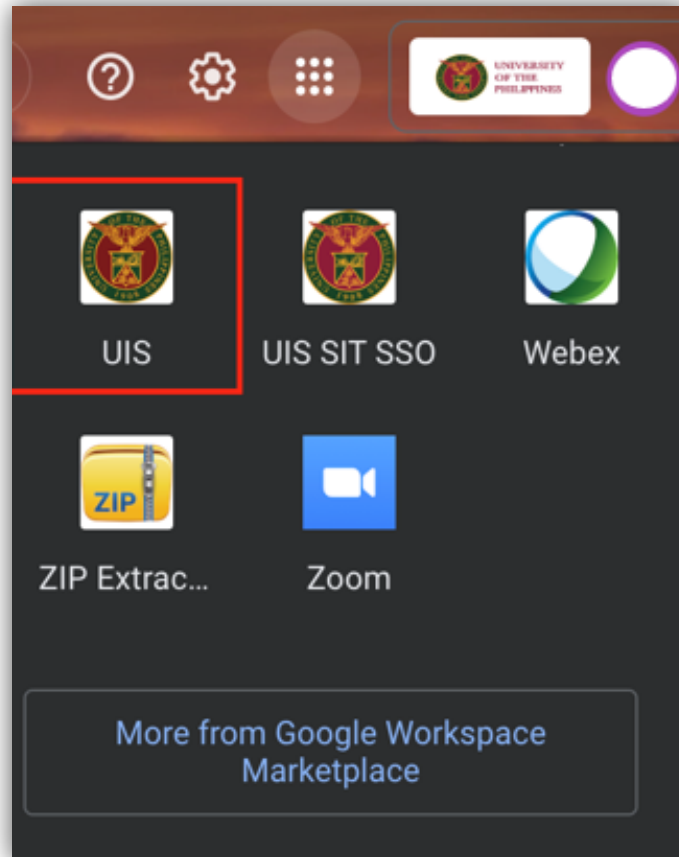 UNIVERSITY
OF THE
PHILIPPINES
UIS
UIS SIT SSO
Webex
ZIP
ZIP Extrac...
Zoom
More from Google Workspace
Marketplace